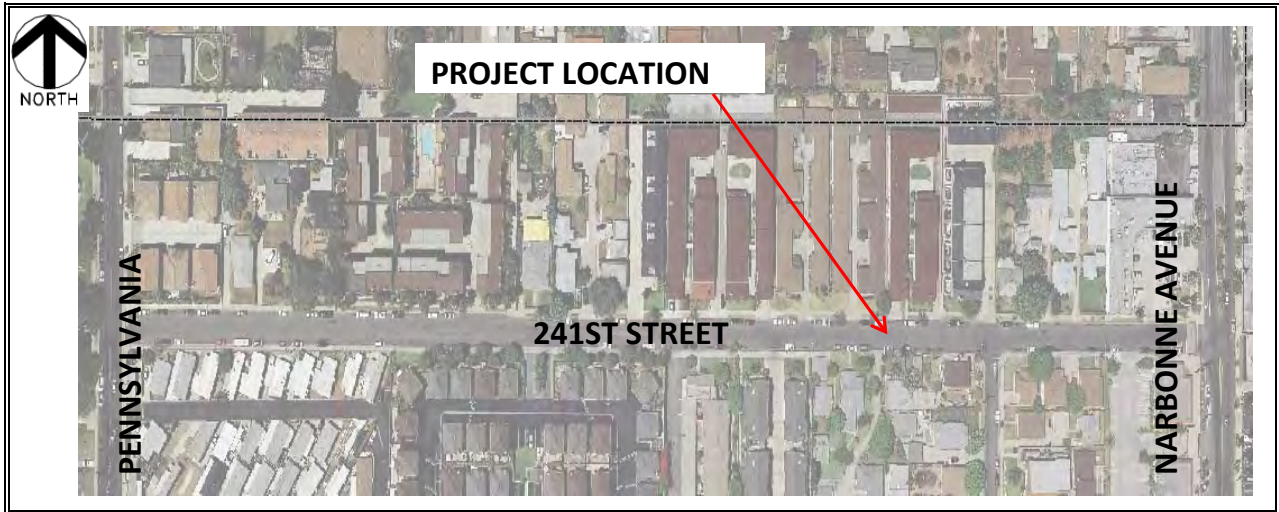 NORTH
PROJECT LOCATION
241ST STREET
PENNSYLVANIA
NARBONNE AVENUE